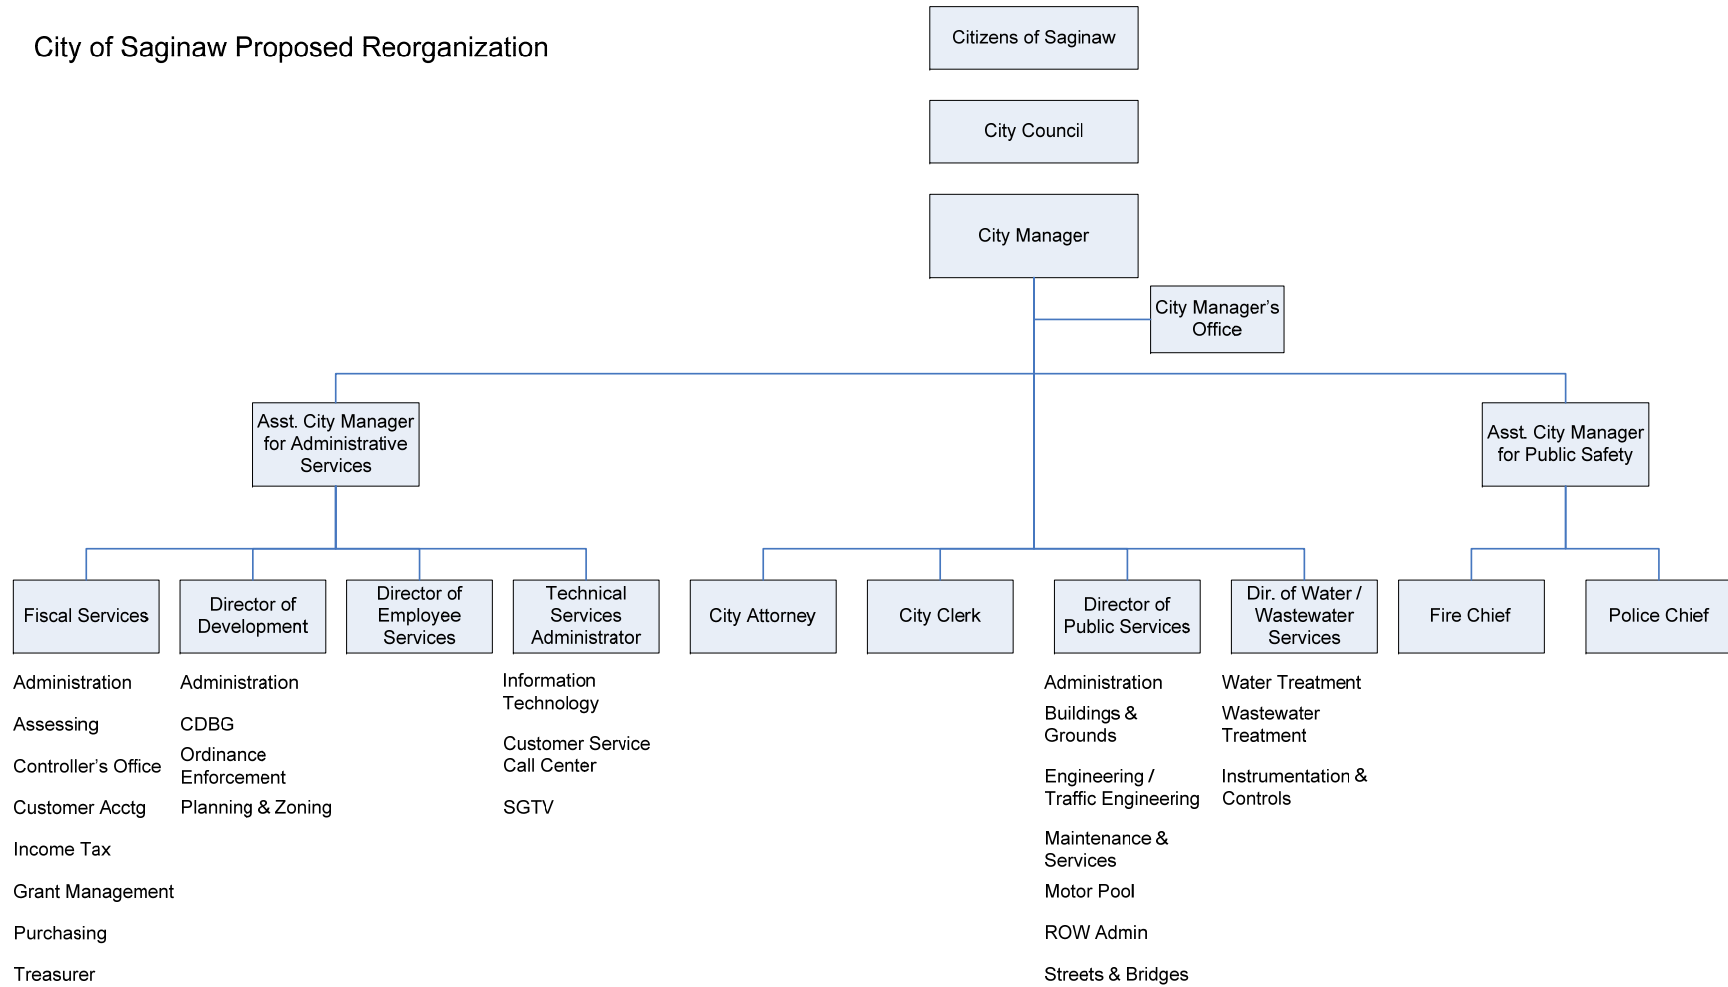 City of Saginaw Proposed Reorganization
Citizens of Saginaw
City Council
City Manager
City Manager's
Office
Asst. City Manager
for Administrative
Services
Asst. City Manager
for Public Safety
Fiscal Services
Director of
Development
Director of
Employee
Services
Technical
Services
Administrator
City Attorney
City Clerk
Director of
Public Services
Dir. of Water /
Wastewater
Services
Fire Chief
Police Chief
Administration
Assessing
Controller's Office
Customer Acctg
Income Tax
Grant Management
Purchasing
Treasurer
Administration
CDBG
Ordinance
Enforcement
Planning & Zoning
Information
Technology
Customer Service
Call Center
SGTV
Administration
Buildings &
Grounds
Engineering /
Traffic Engineering
Maintenance &
Services
Motor Pool
ROW Admin
Streets & Bridges
Water Treatment
Wastewater
Treatment
Instrumentation &
Controls